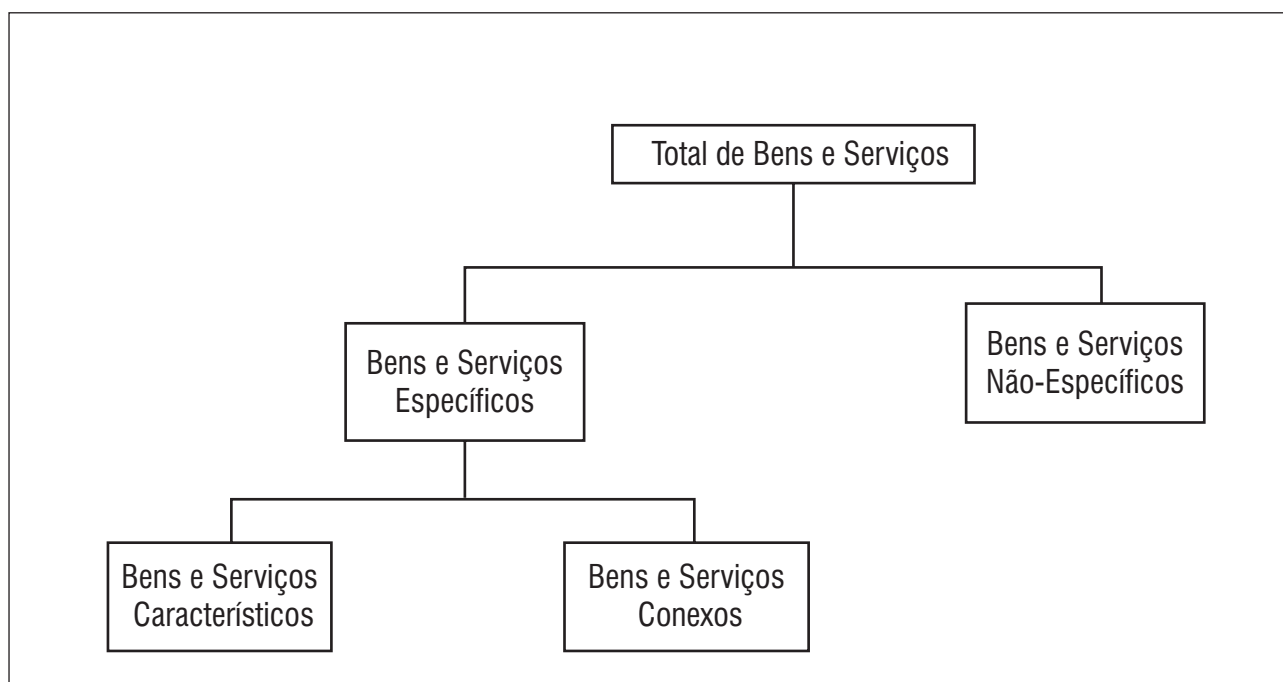 Total de Bens e Serviços
Bens e Serviços
Específicos
Bens e Serviços
Não-Específicos
Bens e Serviços
Característicos
Bens e Serviços
Conexos